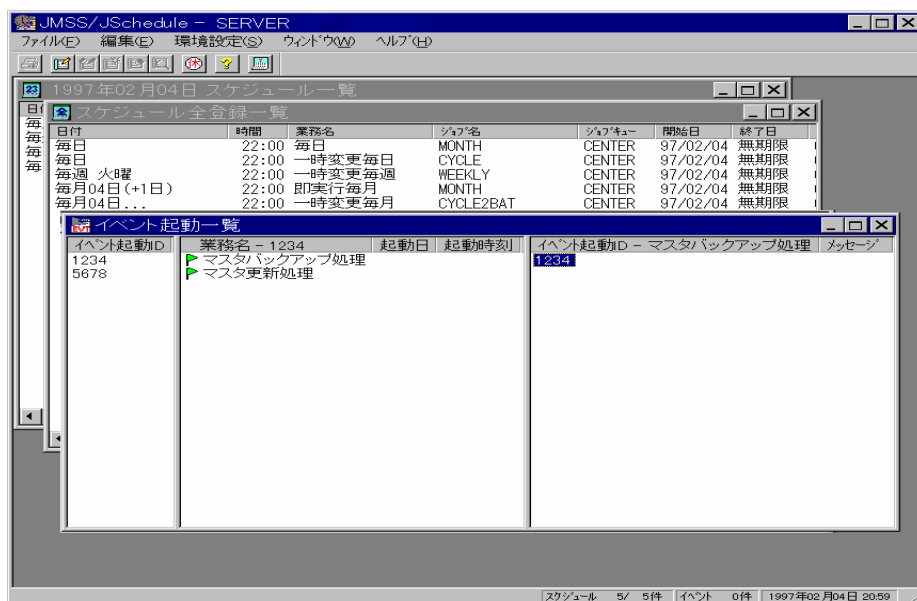 JMSS/JSchedule - SERVER
ファイル(F) 編集(E) 環境設定(S) ウィンドウ(W) ヘルプ(H)
休 ?
23 1997年02月04日 スケジュール一覧
日
全 スケジュール全登録一覧
毎
毎
毎
毎
日付 時間 業務名 ジョブ名 ジョブキュー 開始日 終了日
毎日 22:00 毎日 MONTH CENTER 97/02/04 無期限
毎日 22:00 一時変更毎日 CYCLE CENTER 97/02/04 無期限
毎週 火曜 22:00 一時変更毎週 WEEKLY CENTER 97/02/04 無期限
毎月04日(+1日) 22:00 即実行毎月 MONTH CENTER 97/02/04 無期限
毎月04日... 22:00 一時変更毎月 CYCLE2BAT CENTER 97/02/04 無期限
イベント起動一覧
イベント起動ID 業務名 - 1234 起動日 起動時刻 イベント起動ID - マスタバックアップ処理 メッセージ
1234 マスタバックアップ処理 1234
5678 マスタ更新処理
スケジュール 5/ 5件 イベント 0件 1997年02月04日 20:59